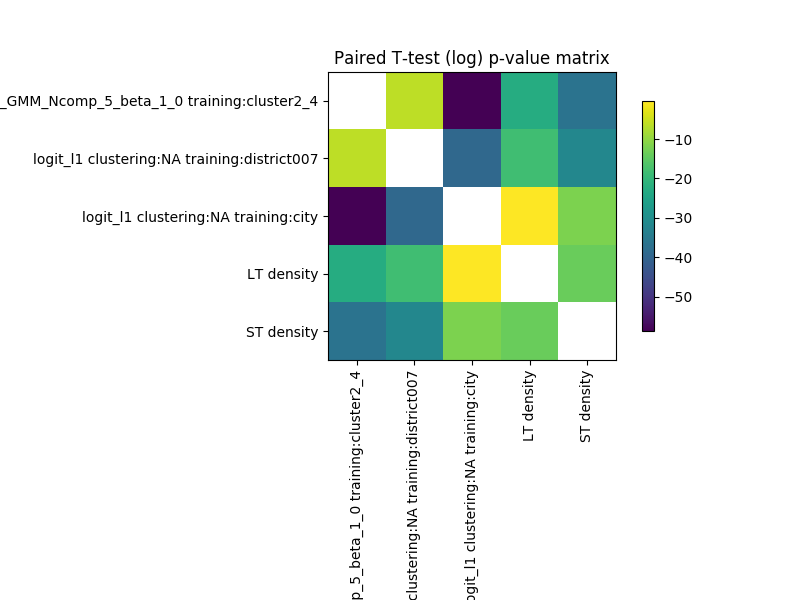 Paired T-test (log) p-value matrix
_GMM_Ncomp_5_beta_1_0 training:cluster2_4
logit_l1 clustering:NA training:district007
logit_l1 clustering:NA training:city
LT density
ST density
−10
−20
−30
−40
−50
p_5_beta_1_0 training:cluster2_4
clustering:NA training:district007
ogit_l1 clustering:NA training:city
LT density
ST density